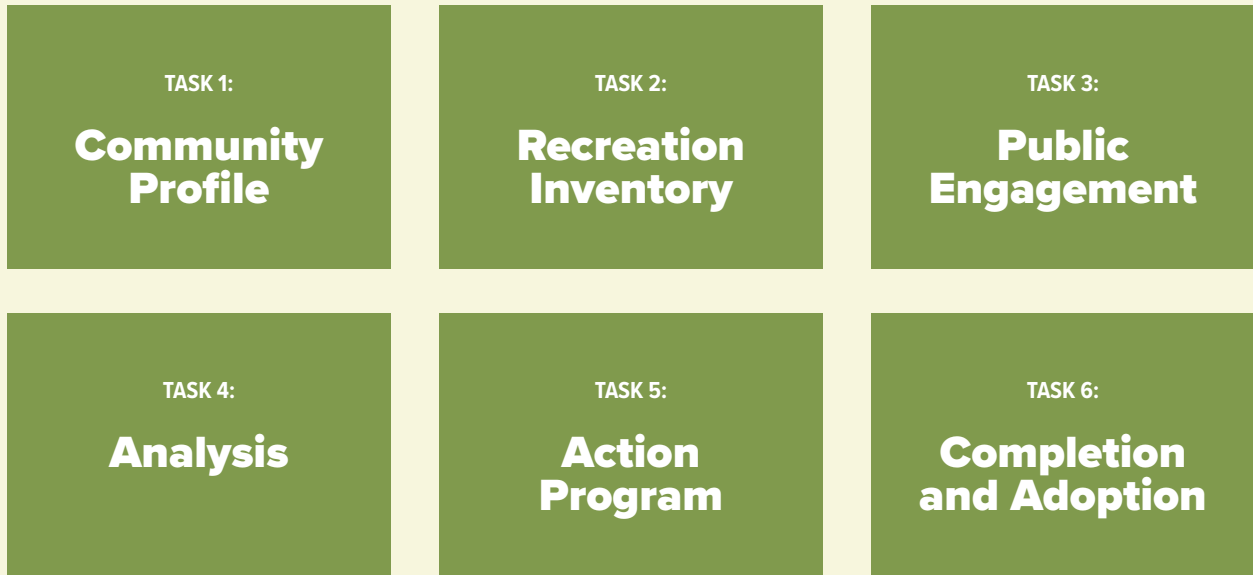 TASK 1:
Community
Profile
TASK 2:
Recreation
Inventory
TASK 3:
Public
Engagement
TASK 4:
Analysis
TASK 5:
Action
Program
TASK 6:
Completion
and Adoption